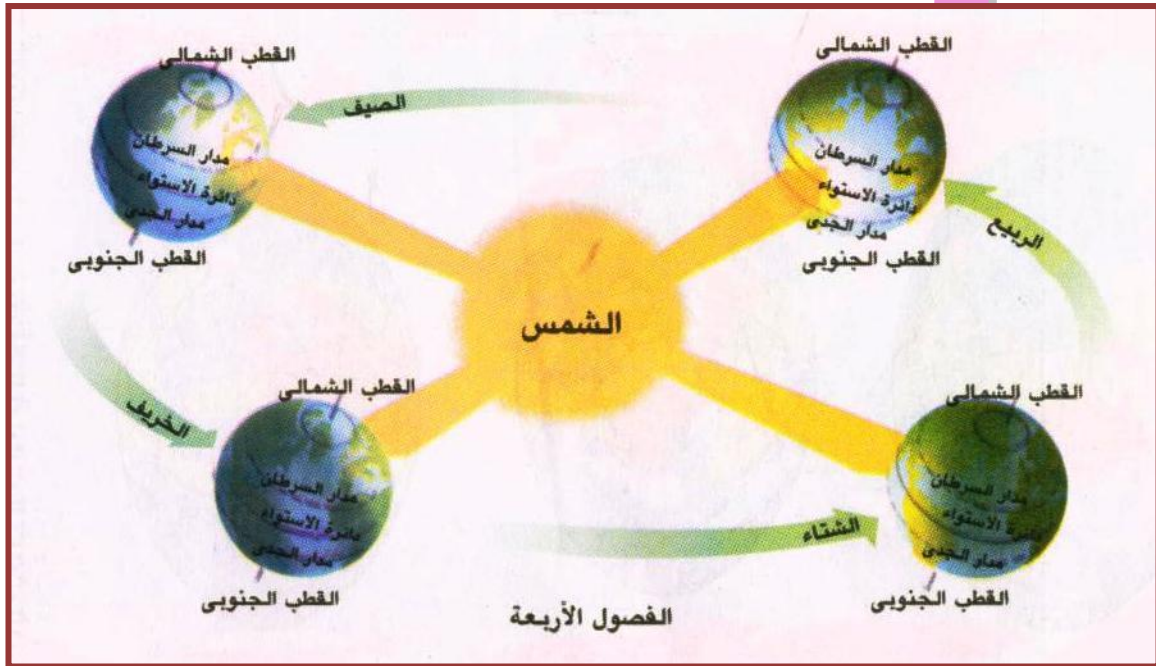 القطب الشمالى
القطب الشمالى
الصيف
مدار السرطان
دائرة الاستواء
مدار الجدى
القطب الجنوبى
الربيع
مدار السرطان
دائرة الاستواء
مدار الجدى
القطب الجنوبى
الشمس
القطب الشمالى
مدار السرطان
دائرة الاستواء
مدار الجدى
القطب الجنوبى
الشتاء
القطب الشمالى
الخريف
مدار السرطان
دائرة الاستواء
مدار الجدى
القطب الجنوبى
الفصول الأربعة